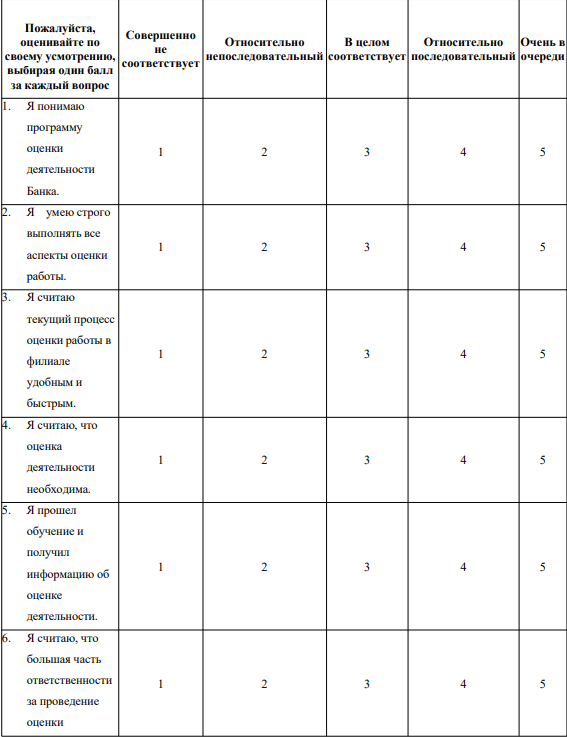 Пожалуйста,
оценивайте по
своему усмотрению,
выбирая один балл
за каждый вопрос
Совершенно
не
соответствует
Относительно
непоследовательный
В целом
соответствует
Относительно
последовательный
Очень в
очереди
1. Я понимаю
программу
оценки
деятельности
Банка.
1 2 3 4 5
2. Я умею строго
выполнять все
аспекты оценки
работы.
1 2 3 4 5
3. Я считаю
текущий процесс
оценки работы в
филиале
удобным и
быстрым.
1 2 3 4 5
4. Я считаю, что
оценка
деятельности
необходима.
1 2 3 4 5
5. Я прошел
обучение и
получил
информацию об
оценке
деятельности.
1 2 3 4 5
6. Я считаю, что
большая часть
ответственности
за проведение
оценки
1 2 3 4 5